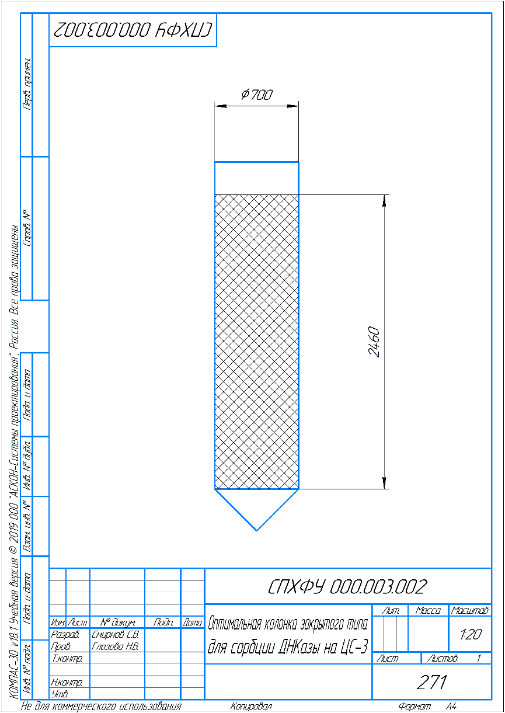 СПХФУ 000.003.002
Перв. примен.
Справ. №
Подп. и дата
Инв. № дубл.
Взам. инв. №
Подп. и дата
Инв. № подл.
КОМПАС-3D v18.1 Учебная версия © 2019 ООО "АСКОН-Системы проектирования", Россия. Все права защищены.
⌀700
2460
СПХФУ 000.003.002
Изм. Лист № докум. Подп. Дата
Разраб. Смирнов С.В.
Пров. Глазова Н.В.
Т.контр.
Н.контр.
Утв.
Оптимальная колонка закрытого типа
для сорбции ДНКазы на ЦС-3
Лит. Масса Масштаб
1:20
Лист Листов 1
271
Не для коммерческого использования Копировал Формат A4